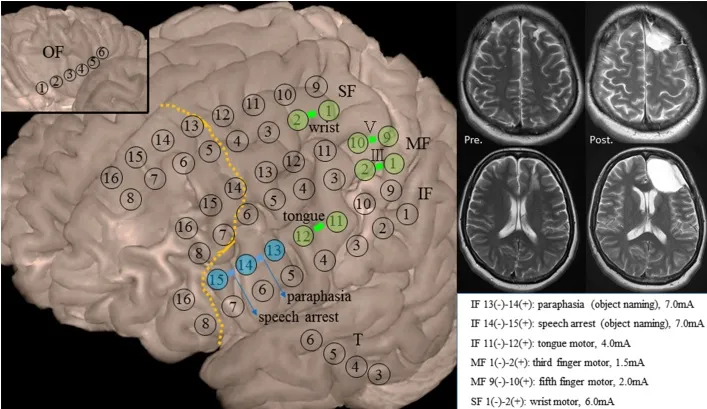 OF
1 2 3 4 5 6
SF
16 15 14 13 12 11 10 9
8 7 6 5 4 3 2 1
wrist
V
MF
16 15 14 13 12 11 10 9
III
8 7 6 5 4 3 2 1
IF
tongue
16 15 14 13 12 11 10 9
8 7 6 5 4 3 2 1
paraphasia
speech arrest
T
6 5 4 3
Pre.
Post.
IF 13(-)-14(+): paraphasia (object naming), 7.0mA
IF 14(-)-15(+): speech arrest (object naming), 7.0mA
IF 11(-)-12(+): tongue motor, 4.0mA
MF 1(-)-2(+): third finger motor, 1.5mA
MF 9(-)-10(+): fifth finger motor, 2.0mA
SF 1(-)-2(+): wrist motor, 6.0mA